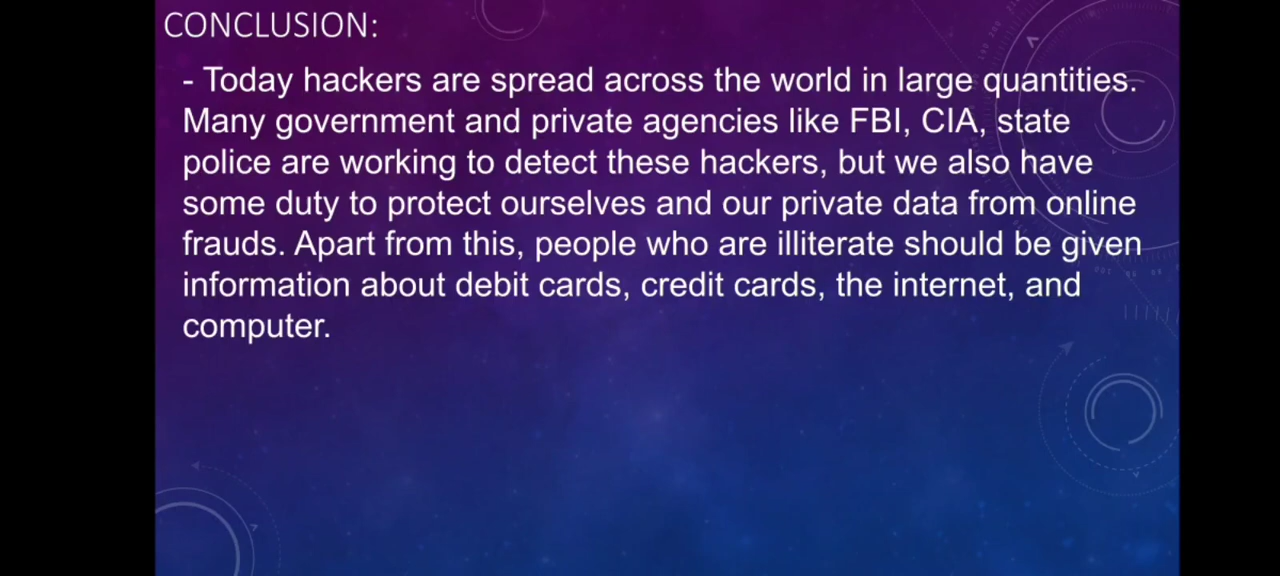 CONCLUSION:
- Today hackers are spread across the world in large quantities.
Many government and private agencies like FBI, CIA, state
police are working to detect these hackers, but we also have
some duty to protect ourselves and our private data from online
frauds. Apart from this, people who are illiterate should be given
information about debit cards, credit cards, the internet, and
computer.